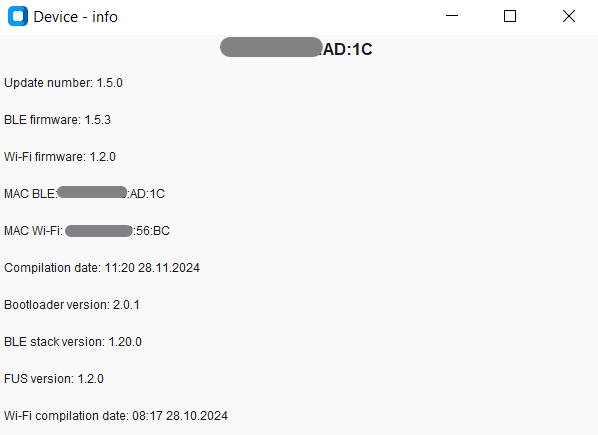 Device - info
:AD:1C
Update number: 1.5.0
BLE firmware: 1.5.3
Wi-Fi firmware: 1.2.0
MAC BLE: :AD:1C
MAC Wi-Fi: :56:BC
Compilation date: 11:20 28.11.2024
Bootloader version: 2.0.1
BLE stack version: 1.20.0
FUS version: 1.2.0
Wi-Fi compilation date: 08:17 28.10.2024